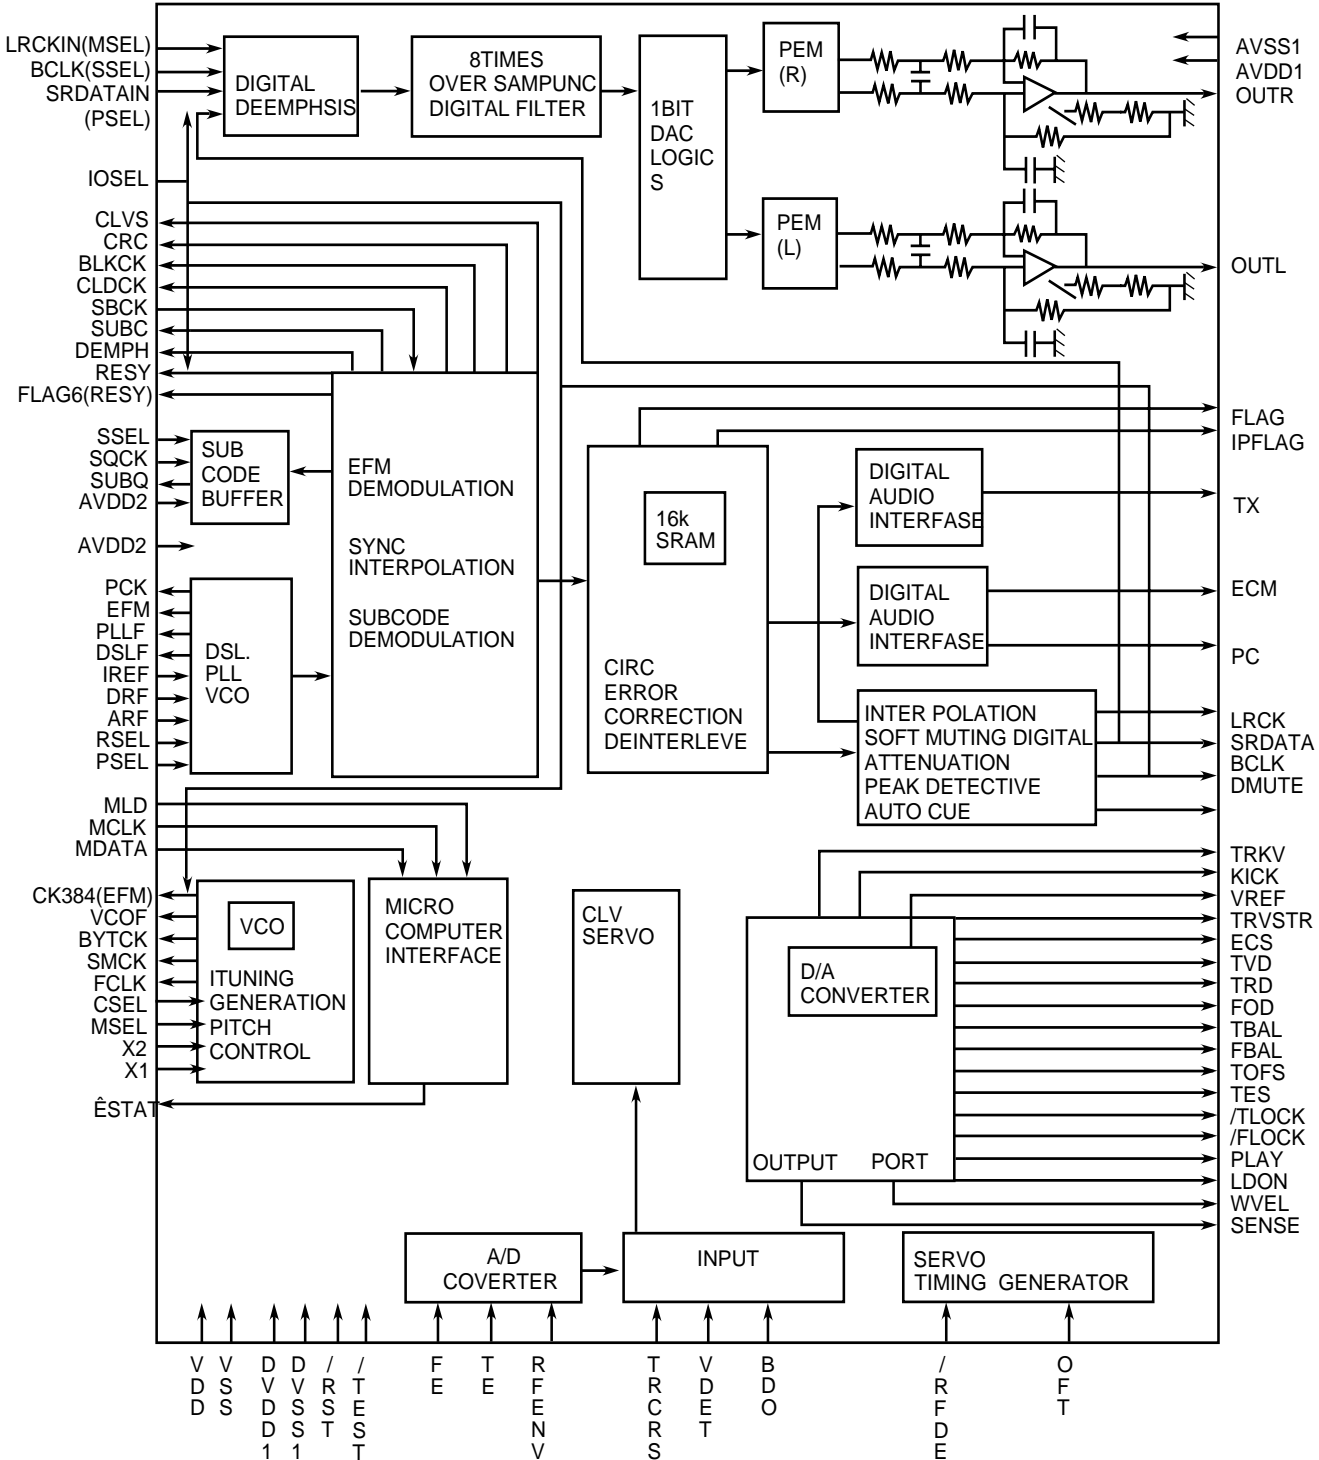 LRCKIN(MSEL)
BCLK(SSEL)
SRDATAIN
(PSEL)
IOSEL
CLVS
CRC
BLKCK
CLDCK
SBCK
SUBC
DEMPH
RESY
FLAG6(RESY)
SSEL
SQCK
SUBQ
AVDD2
AVDD2
PCK
EFM
PLLF
DSLF
IREF
DRF
ARF
RSEL
PSEL
MLD
MCLK
MDATA
CK384(EFM)
VCOF
BYTCK
SMCK
FCLK
CSEL
MSEL
X2
X1
ÊSTAT
DIGITAL
DEEMPHSIS
8TIMES
OVER SAMPUNC
DIGITAL FILTER
1BIT
DAC
LOGIC
S
PEM
(R)
PEM
(L)
AVSS1
AVDD1
OUTR
OUTL
SUB
CODE
BUFFER
EFM
DEMODULATION
SYNC
INTERPOLATION
SUBCODE
DEMODULATION
DSL.
PLL
VCO
16k
SRAM
CIRC
ERROR
CORRECTION
DEINTERLEVE
DIGITAL
AUDIO
INTERFASE
DIGITAL
AUDIO
INTERFASE
INTER POLATION
SOFT MUTING DIGITAL
ATTENUATION
PEAK DETECTIVE
AUTO CUE
FLAG
IPFLAG
TX
ECM
PC
LRCK
SRDATA
BCLK
DMUTE
VCO
ITUNING
GENERATION
PITCH
CONTROL
MICRO
COMPUTER
INTERFACE
CLV
SERVO
D/A
CONVERTER
OUTPUT PORT
TRKV
KICK
VREF
TRVSTR
ECS
TVD
TRD
FOD
TBAL
FBAL
TOFS
TES
/TLOCK
/FLOCK
PLAY
LDON
WVEL
SENSE
A/D
COVERTER
INPUT
SERVO
TIMING GENERATOR
VDD
VSS
DVDD1
DVSS1
/RST
/TEST
FE
TE
RFENV
TRCRS
VDET
BDO
/RFDE
OFT